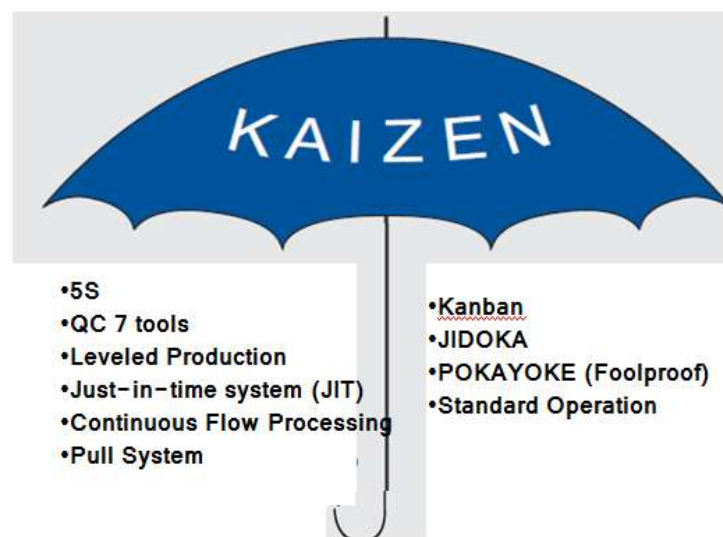 KAIZEN
•5S
•QC 7 tools
•Leveled Production
•Just-in-time system (JIT)
•Continuous Flow Processing
•Pull System
•Kanban
•JIDOKA
•POKAYOKE (Foolproof)
•Standard Operation